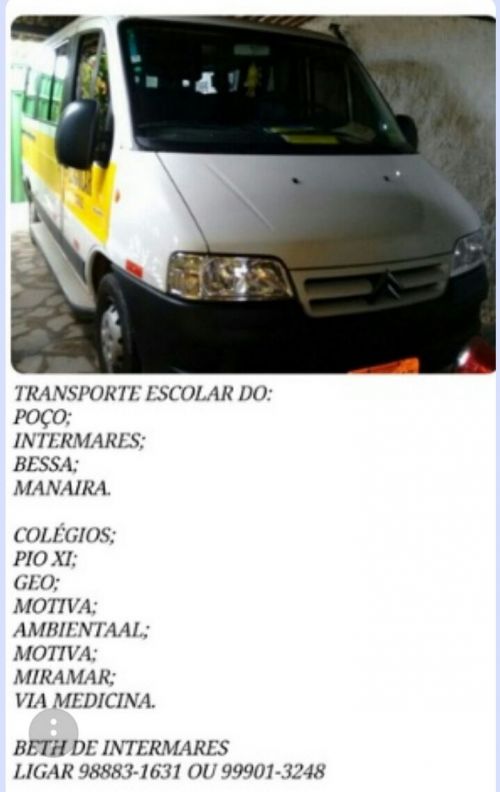 TRANSPORTE ESCOLAR DO:
POÇO;
INTERMARES;
BESSA;
MANAIRA.
COLÉGIOS;
PIO XI;
GEO;
MOTIVA;
AMBIENTAAL;
MOTIVA;
MIRAMAR;
VIA MEDICINA.
BETH DE INTERMARES
LIGAR 98883-1631 OU 99901-3248